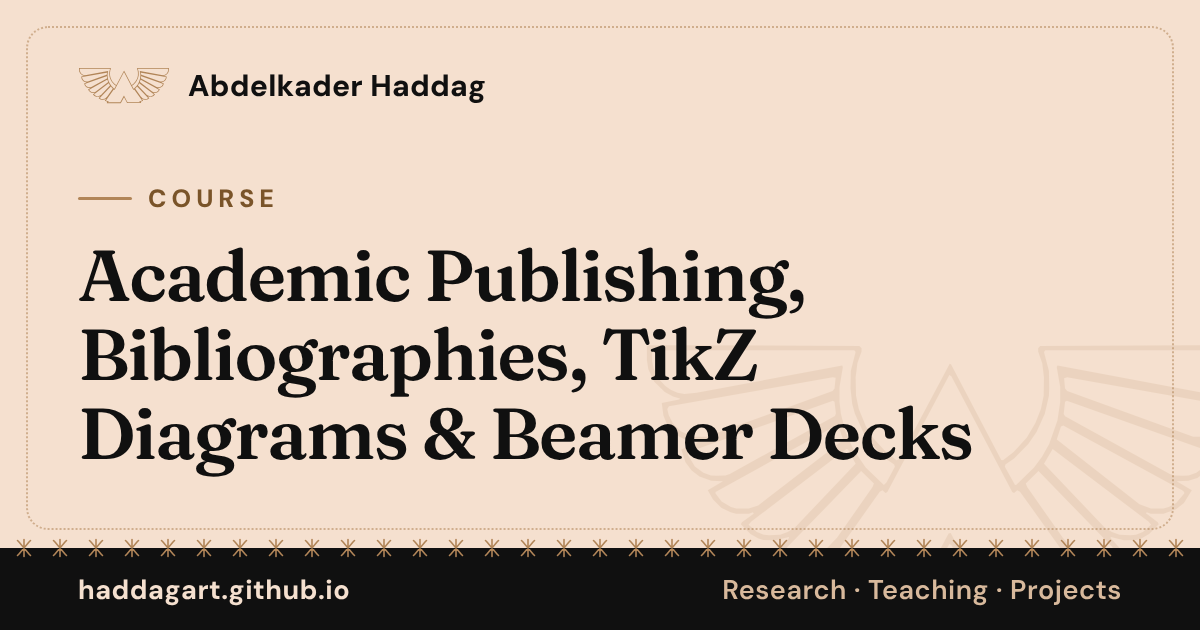 Abdelkader Haddag
COURSE
Academic Publishing,
Bibliographies, TikZ
Diagrams & Beamer Decks
haddagart.github.io
Research · Teaching · Projects